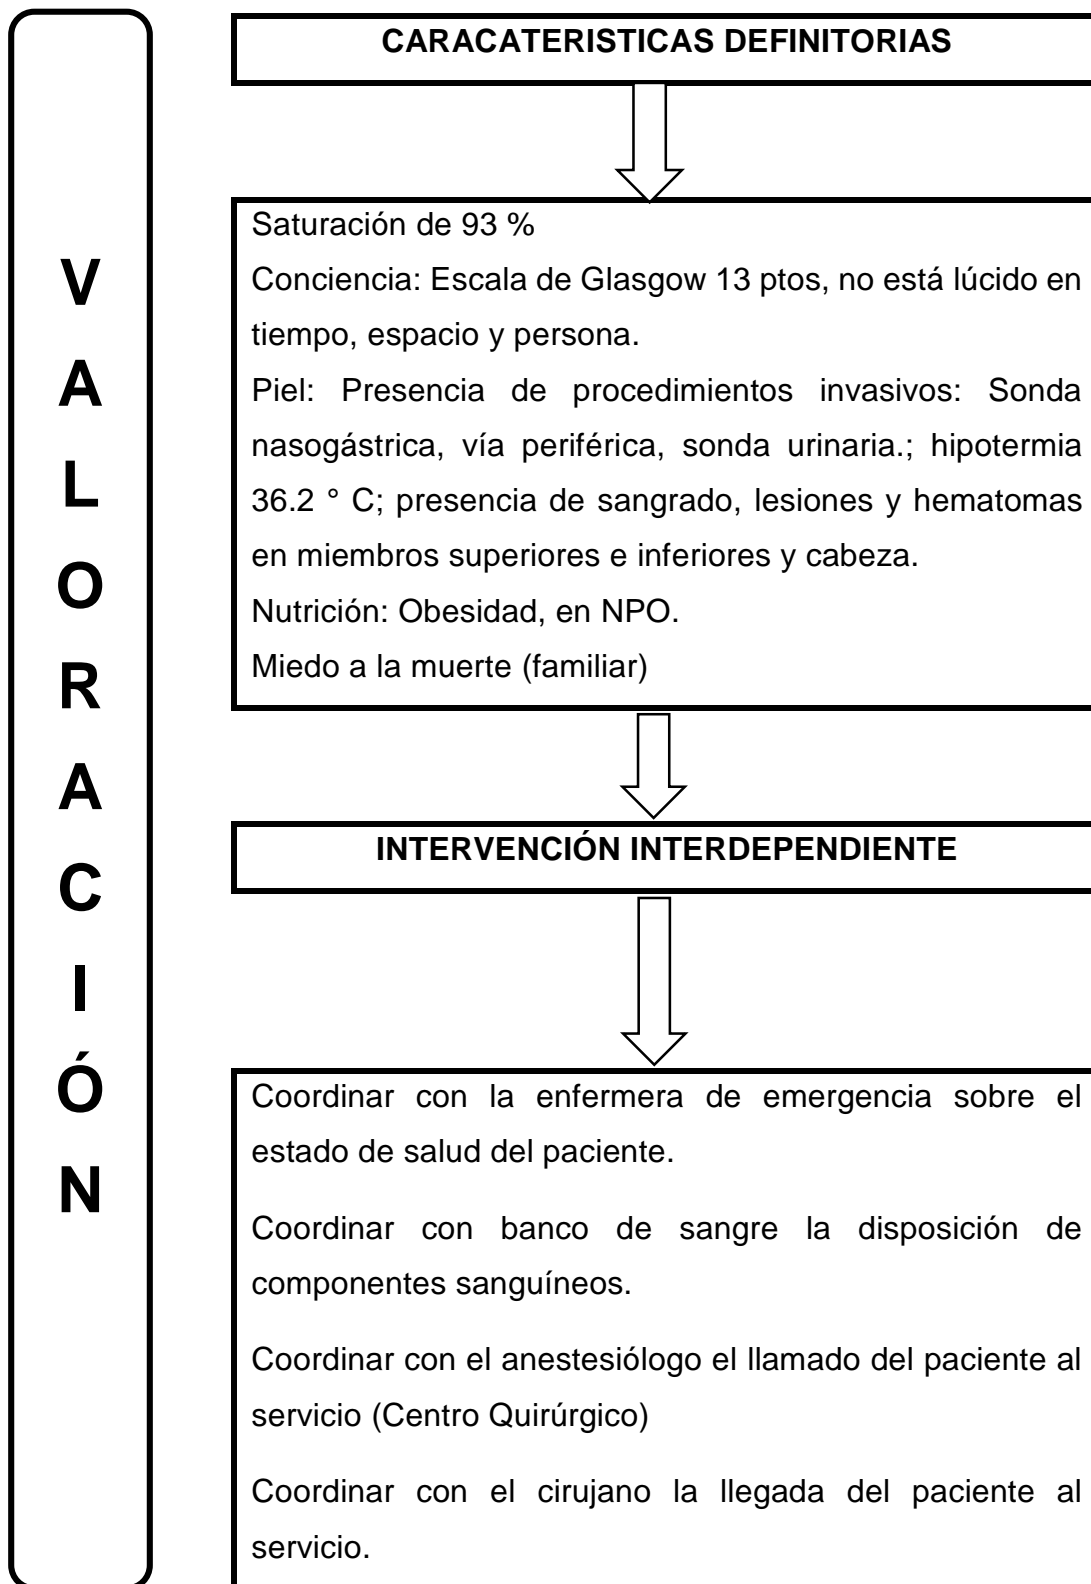 VALORACIÓN
CARACATERISTICAS DEFINITORIAS
Saturación de 93 %
Conciencia: Escala de Glasgow 13 ptos, no está lúcido en
tiempo, espacio y persona.
Piel: Presencia de procedimientos invasivos: Sonda
nasogástrica, vía periférica, sonda urinaria.; hipotermia
36.2 ° C; presencia de sangrado, lesiones y hematomas
en miembros superiores e inferiores y cabeza.
Nutrición: Obesidad, en NPO.
Miedo a la muerte (familiar)
INTERVENCIÓN INTERDEPENDIENTE
Coordinar con la enfermera de emergencia sobre el
estado de salud del paciente.
Coordinar con banco de sangre la disposición de
componentes sanguíneos.
Coordinar con el anestesiólogo el llamado del paciente al
servicio (Centro Quirúrgico)
Coordinar con el cirujano la llegada del paciente al
servicio.